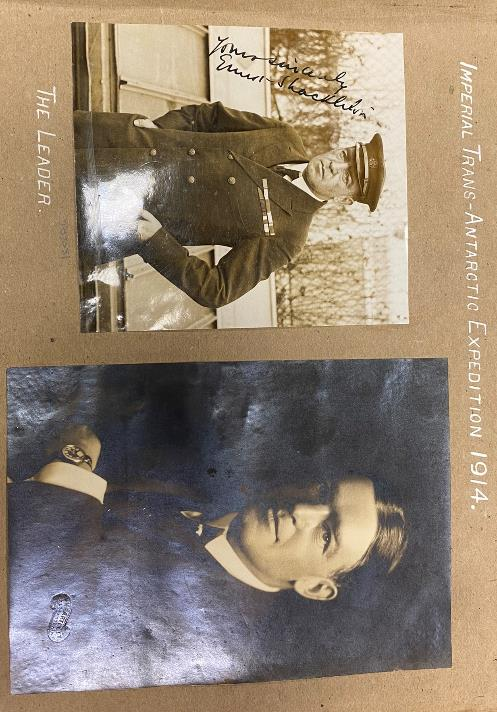 IMPERIAL TRANS-ANTARCTIC EXPEDITION 1914.
Yours sincerely
Ernest Shackleton
THE LEADER.